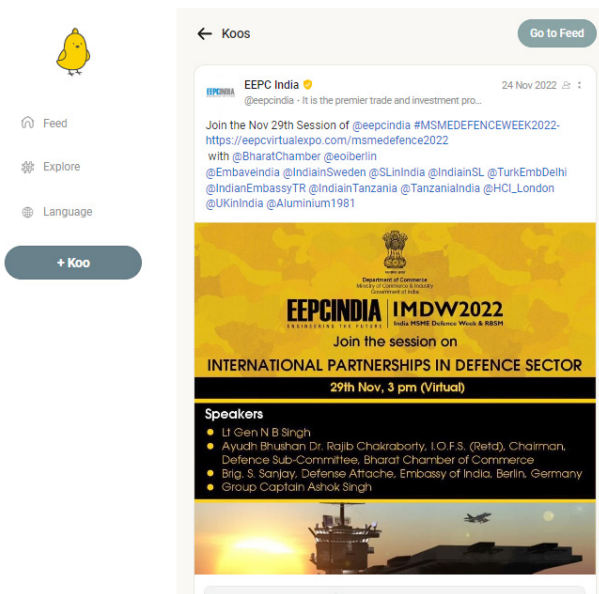 Koos
Go to Feed
Feed
Explore
Language
+ Koo
EEPC INDIA
EEPC India
24 Nov 2022
@eepcindia - It is the premier trade and investment pro...
Join the Nov 29th Session of @eepcindia #MSMEDEFENCEWEEK2022-
https://eepcvirtualexpo.com/msmedefence2022
with @BharatChamber @eoiberlin
@Embaveindia @IndiainSweden @SLinIndia @IndiainSL @TurkEmbDelhi
@IndianEmbassyTR @IndiainTanzania @TanzaniaIndia @HCI_London
@UKinIndia @Aluminium1981
Department of Commerce
Ministry of Commerce & Industry
Government of India
EEPCINDIA
ENGINEERING THE FUTURE
IMDW2022
India MSME Defence Week & RBSM
Join the session on
INTERNATIONAL PARTNERSHIPS IN DEFENCE SECTOR
29th Nov, 3 pm (Virtual)
Speakers
Lt Gen N B Singh
Ayudh Bhushan Dr. Rajib Chakraborty, I.O.F.S. (Retd), Chairman,
Defence Sub-Committee, Bharat Chamber of Commerce
Brig. S. Sanjay, Defense Attache, Embassy of India, Berlin, Germany
Group Captain Ashok Singh